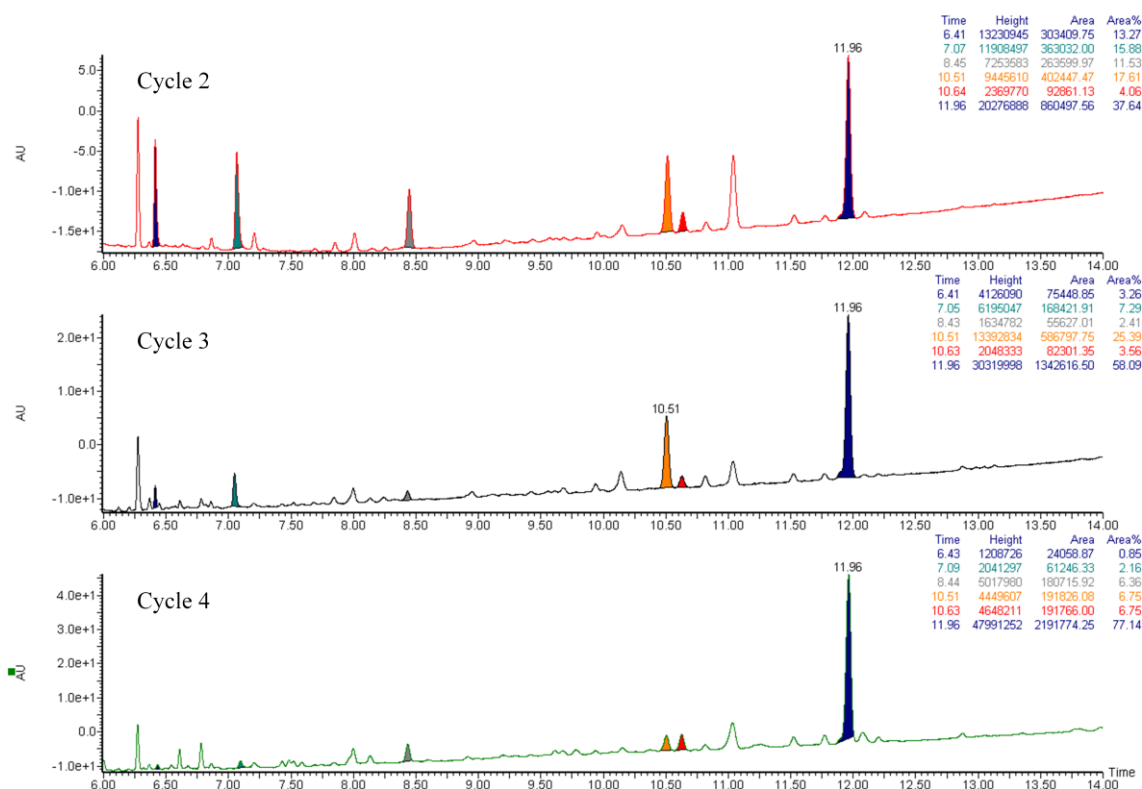 Time Height Area Area%
6.41 13230945 303409.75 13.27
7.07 11908497 363032.00 15.88
8.45 7253583 263599.97 11.53
10.51 9445610 402447.47 17.61
10.64 2369770 92861.13 4.06
11.96 20276888 860497.56 37.64
Cycle 2
11.96
AU
5.0
0.0
-5.0
-1.0e+1
-1.5e+1
6.00 6.50 7.00 7.50 8.00 8.50 9.00 9.50 10.00 10.50 11.00 11.50 12.00 12.50 13.00 13.50 14.00
Time Height Area Area%
6.41 4126090 75448.85 3.26
7.05 6195047 168421.91 7.29
8.43 1634782 55627.01 2.41
10.51 13392834 586797.75 25.39
10.63 2048333 82301.35 3.56
11.96 30319998 1342616.50 58.09
Cycle 3
11.96
10.51
AU
2.0e+1
1.0e+1
0.0
-1.0e+1
6.00 6.50 7.00 7.50 8.00 8.50 9.00 9.50 10.00 10.50 11.00 11.50 12.00 12.50 13.00 13.50 14.00
Time Height Area Area%
6.43 1208726 24058.87 0.85
7.09 2041297 61246.33 2.16
8.44 5017980 180715.92 6.36
10.51 4449607 191826.08 6.75
10.63 4648211 191766.00 6.75
11.96 47991252 2191774.25 77.14
Cycle 4
11.96
AU
4.0e+1
3.0e+1
2.0e+1
1.0e+1
0.0
-1.0e+1
Time
6.00 6.50 7.00 7.50 8.00 8.50 9.00 9.50 10.00 10.50 11.00 11.50 12.00 12.50 13.00 13.50 14.00